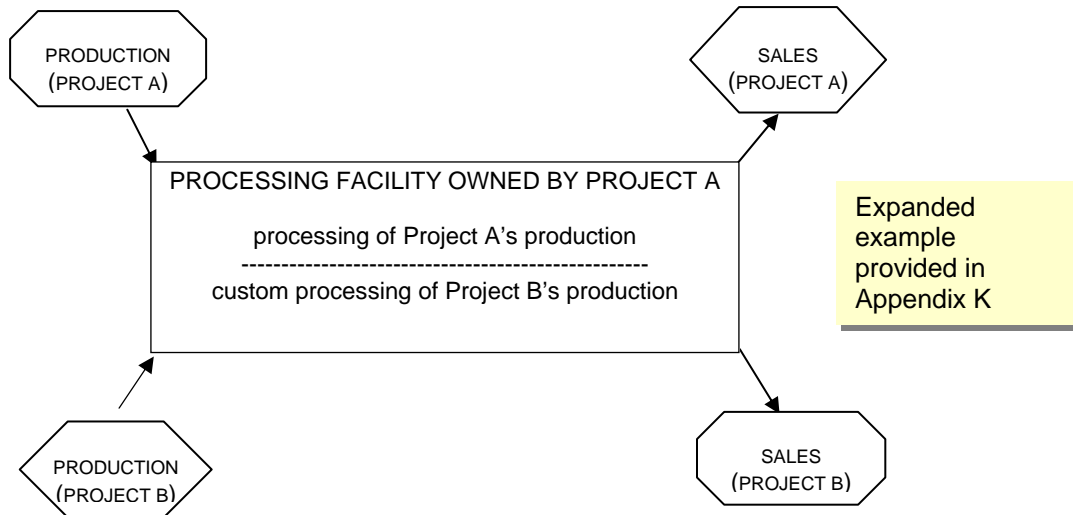 PRODUCTION
(PROJECT A)
SALES
(PROJECT A)
PROCESSING FACILITY OWNED BY PROJECT A
processing of Project A's production
---------------------------------------------------
custom processing of Project B's production
Expanded
example
provided in
Appendix K
PRODUCTION
(PROJECT B)
SALES
(PROJECT B)